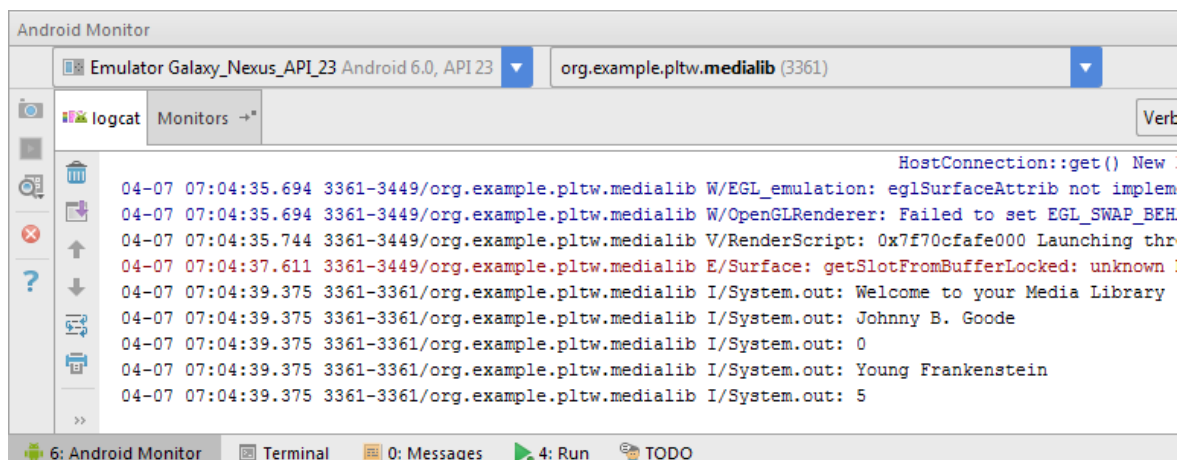 Android Monitor
Emulator Galaxy_Nexus_API_23 Android 6.0, API 23
org.example.pltw.medialib (3361)
logcat Monitors
HostConnection::get() New
04-07 07:04:35.694 3361-3449/org.example.pltw.medialib W/EGL_emulation: eglSurfaceAttrib not
04-07 07:04:35.694 3361-3449/org.example.pltw.medialib W/OpenGLRenderer: Failed to set
04-07 07:04:35.744 3361-3449/org.example.pltw.medialib V/RenderScript: 0x7f70cfafe000 Launching
04-07 07:04:37.611 3361-3449/org.example.pltw.medialib E/Surface: getSlotFromBufferLocked: unknown
04-07 07:04:39.375 3361-3361/org.example.pltw.medialib I/System.out: Welcome to your Media Library
04-07 07:04:39.375 3361-3361/org.example.pltw.medialib I/System.out: Johnny B. Goode
04-07 07:04:39.375 3361-3361/org.example.pltw.medialib I/System.out: 0
04-07 07:04:39.375 3361-3361/org.example.pltw.medialib I/System.out: Young Frankenstein
04-07 07:04:39.375 3361-3361/org.example.pltw.medialib I/System.out: 5
6: Android Monitor Terminal 0: Messages 4: Run TODO